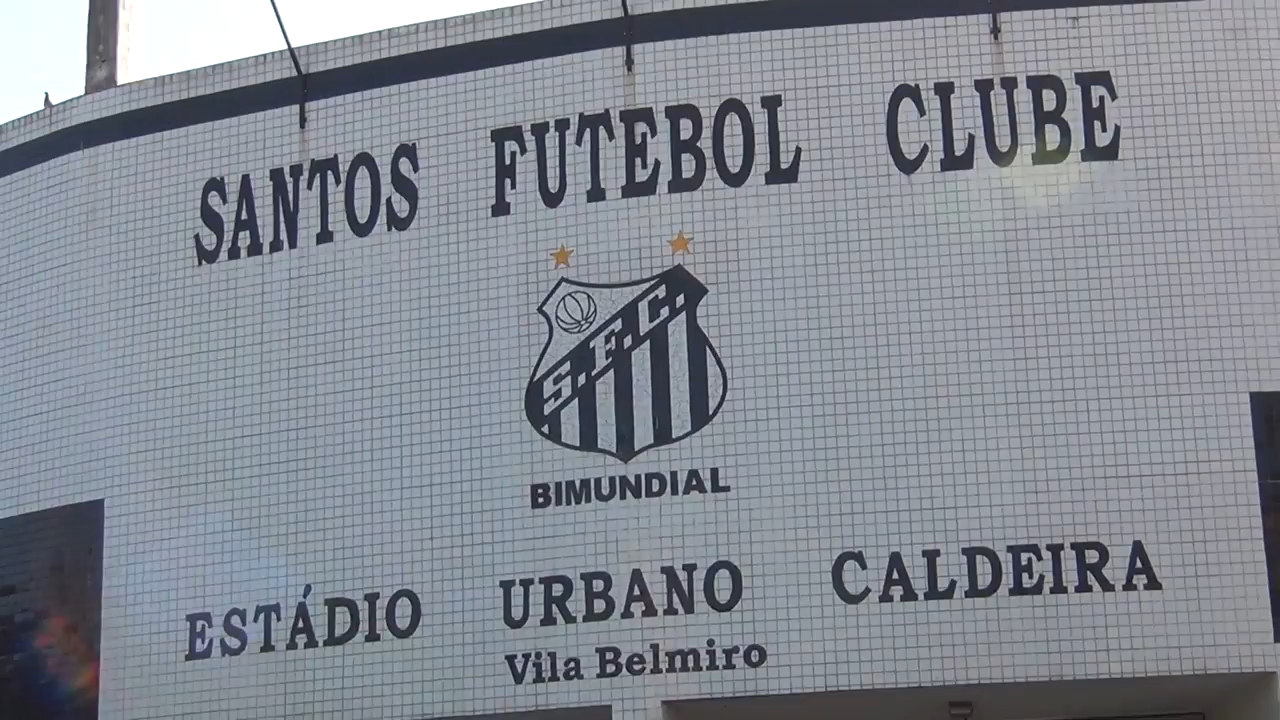 SANTOS FUTEBOL CLUBE
S.F.C.
BIMUNDIAL
ESTÁDIO URBANO CALDEIRA
Vila Belmiro